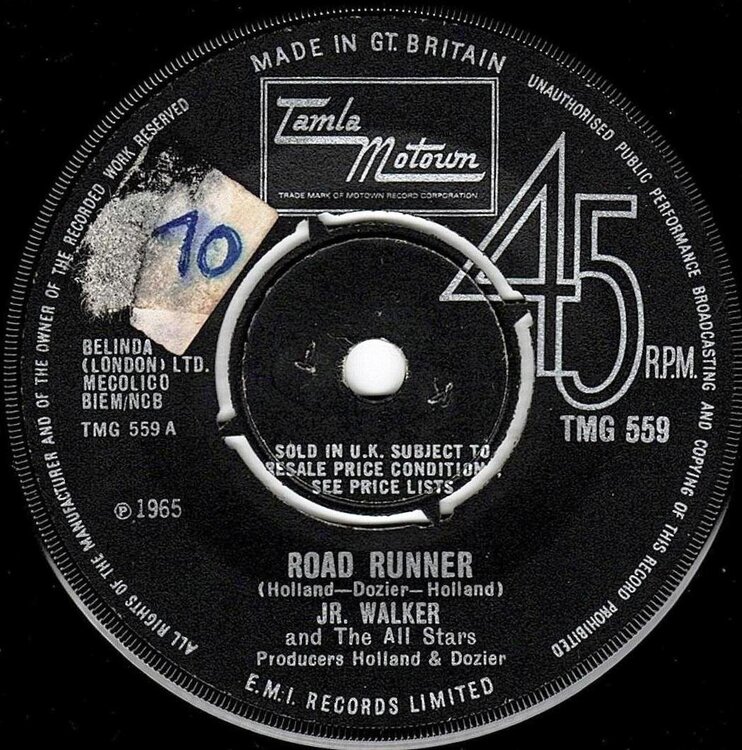 MADE IN GT. BRITAIN
UNAUTHORISED PUBLIC PERFORMANCE BROADCASTING AND COPYING OF THIS RECORD PROHIBITED
ALL RIGHTS OF THE MANUFACTURER AND OF THE OWNER OF THE RECORDED WORK RESERVED
Tamla
Motown
TRADE MARK OF MOTOWN RECORD CORPORATION
45
R.P.M.
TMG 559
10
BELINDA
(LONDON) LTD.
MECOLICO
BIEM/NCB
TMG 559 A
SOLD IN U.K. SUBJECT TO
RESALE PRICE CONDITIONS,
SEE PRICE LISTS
℗ 1965
ROAD RUNNER
(Holland—Dozier—Holland)
JR. WALKER
and The All Stars
Producers Holland & Dozier
E.M.I. RECORDS LIMITED